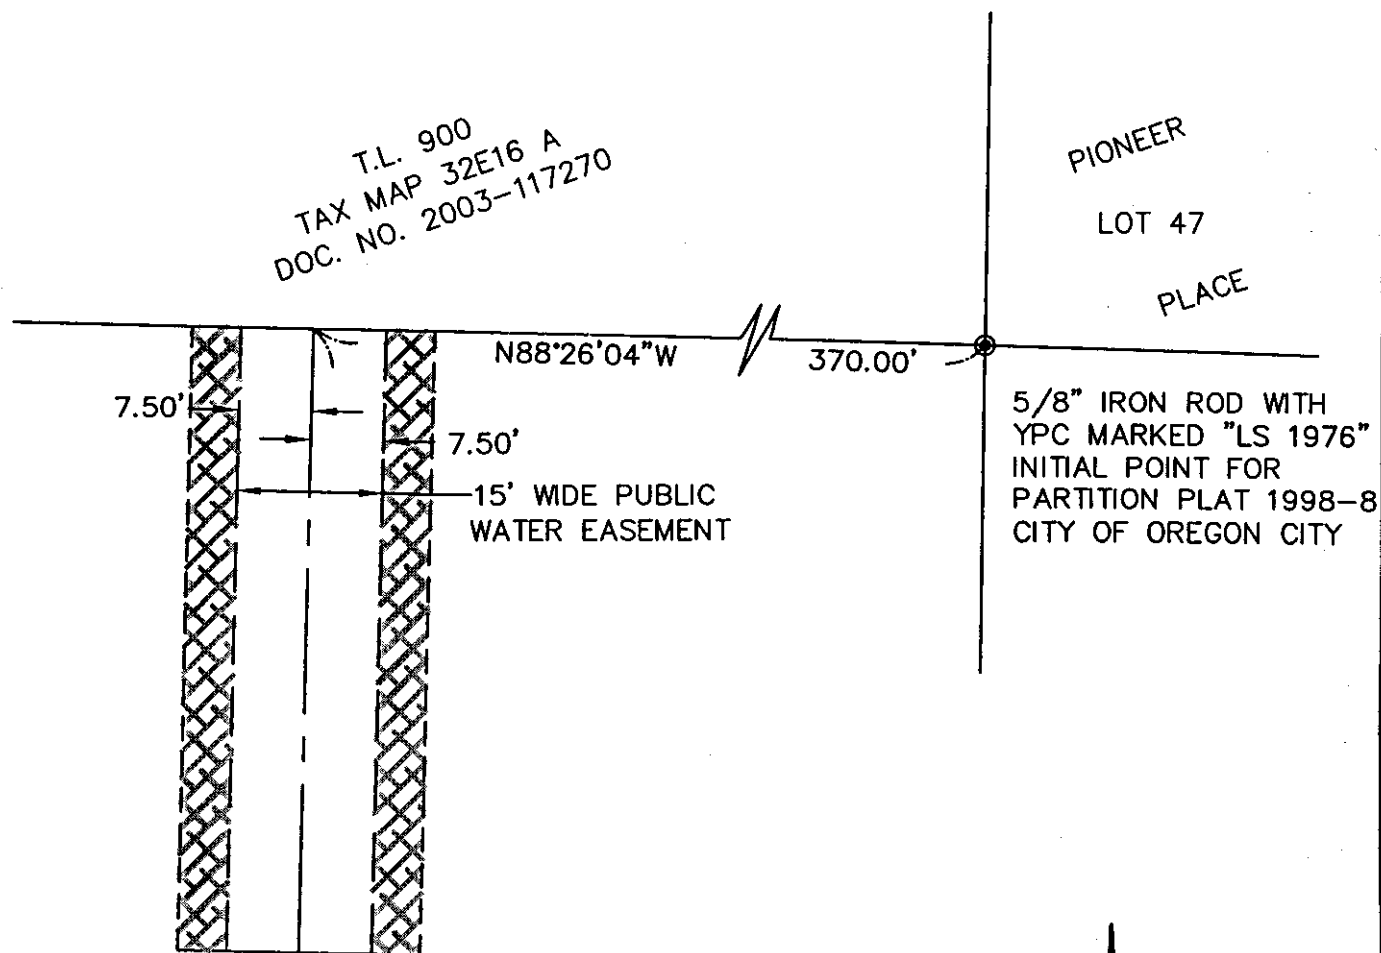 T.L. 900
TAX MAP 32E16 A
DOC. NO. 2003-117270
PIONEER
LOT 47
PLACE
N88°26'04"W
370.00'
7.50'
7.50'
15' WIDE PUBLIC
WATER EASEMENT
5/8" IRON ROD WITH
YPC MARKED "LS 1976"
INITIAL POINT FOR
PARTITION PLAT 1998-8
CITY OF OREGON CITY